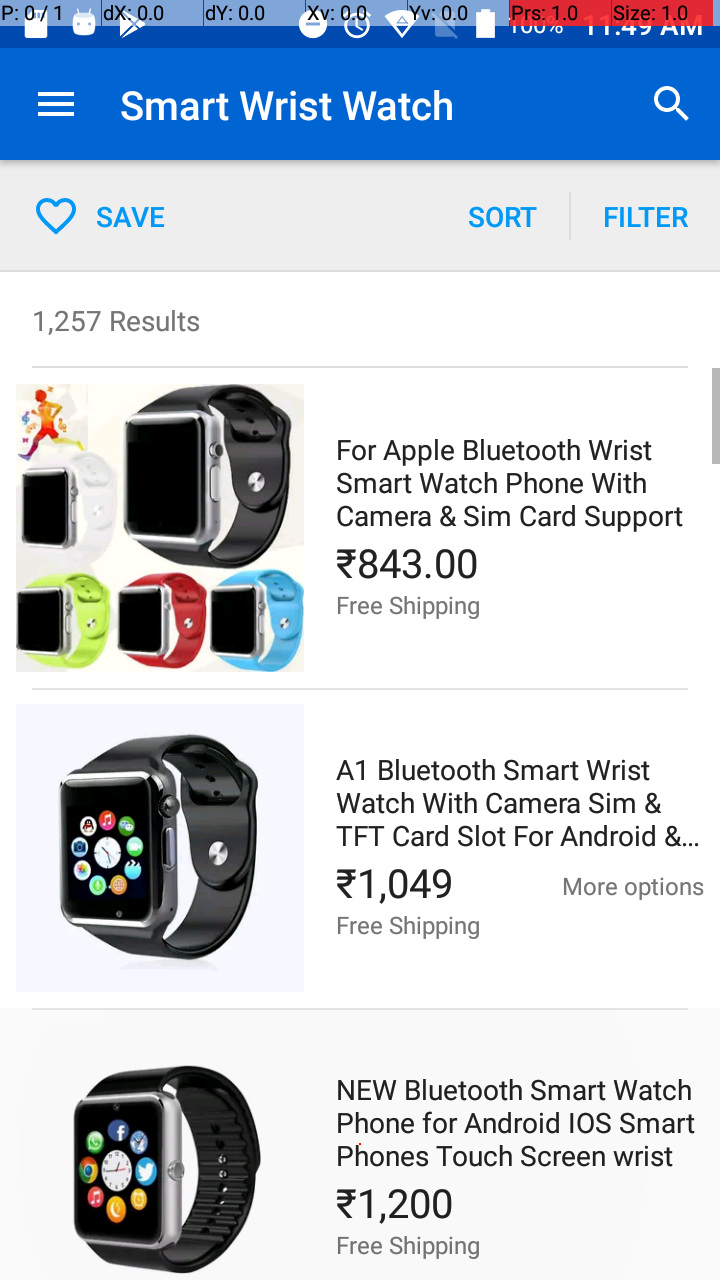 P: 0 / 1 dX: 0.0 dY: 0.0 Xv: 0.0 Yv: 0.0 Prs: 1.0 Size: 1.0
100% 11:49 AM
Smart Wrist Watch
SAVE SORT FILTER
1,257 Results
For Apple Bluetooth Wrist
Smart Watch Phone With
Camera & Sim Card Support
₹843.00
Free Shipping
A1 Bluetooth Smart Wrist
Watch With Camera Sim &
TFT Card Slot For Android &...
₹1,049 More options
Free Shipping
NEW Bluetooth Smart Watch
Phone for Android IOS Smart
Phones Touch Screen wrist
₹1,200
Free Shipping